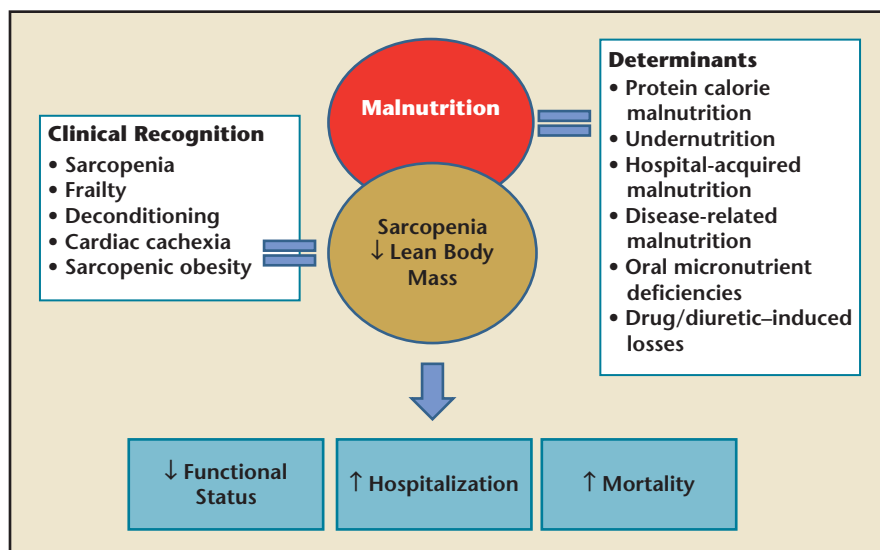 Malnutrition
Determinants
• Protein calorie
malnutrition
• Undernutrition
• Hospital-acquired
malnutrition
• Disease-related
malnutrition
• Oral micronutrient
deficiencies
• Drug/diuretic–induced
losses
Clinical Recognition
• Sarcopenia
• Frailty
• Deconditioning
• Cardiac cachexia
• Sarcopenic obesity
Sarcopenia
↓ Lean Body
Mass
↓ Functional
Status
↑ Hospitalization
↑ Mortality